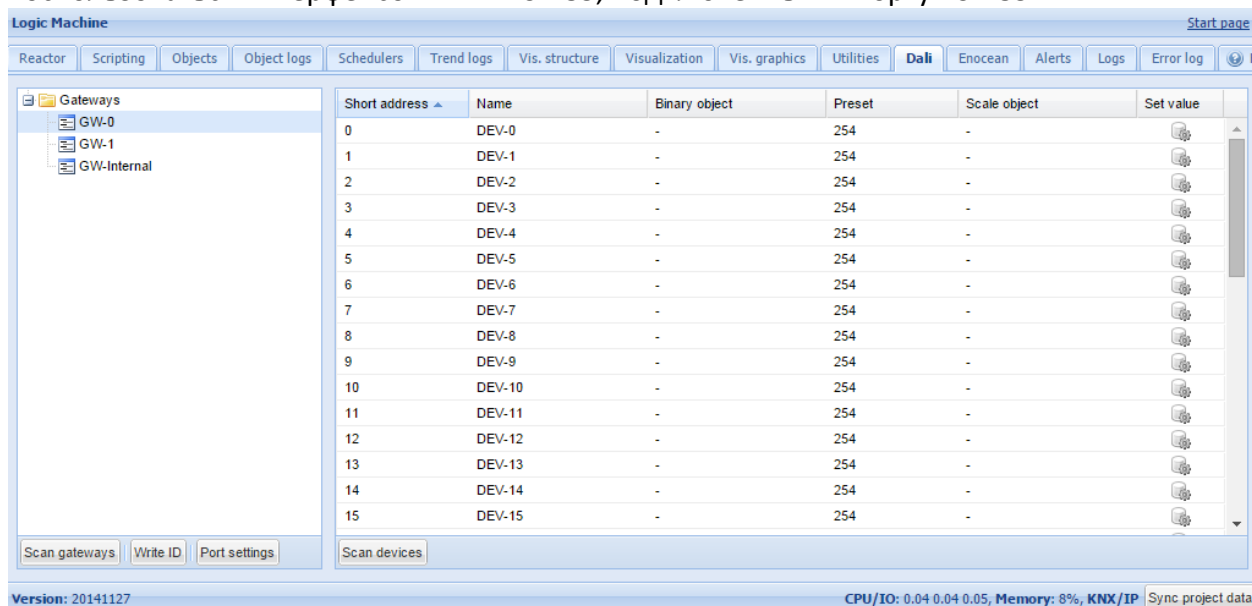 Logic Machine Start page
Reactor Scripting Objects Object logs Schedulers Trend logs Vis. structure Visualization Vis. graphics Utilities Dali Enocean Alerts Logs Error log
Gateways
GW-0
GW-1
GW-Internal
Short address Name Binary object Preset Scale object Set value
0 DEV-0 - 254 -
1 DEV-1 - 254 -
2 DEV-2 - 254 -
3 DEV-3 - 254 -
4 DEV-4 - 254 -
5 DEV-5 - 254 -
6 DEV-6 - 254 -
7 DEV-7 - 254 -
8 DEV-8 - 254 -
9 DEV-9 - 254 -
10 DEV-10 - 254 -
11 DEV-11 - 254 -
12 DEV-12 - 254 -
13 DEV-13 - 254 -
14 DEV-14 - 254 -
15 DEV-15 - 254 -
Scan gateways Write ID Port settings Scan devices
Version: 20141127 CPU/IO: 0.04 0.04 0.05, Memory: 8%, KNX/IP Sync project data